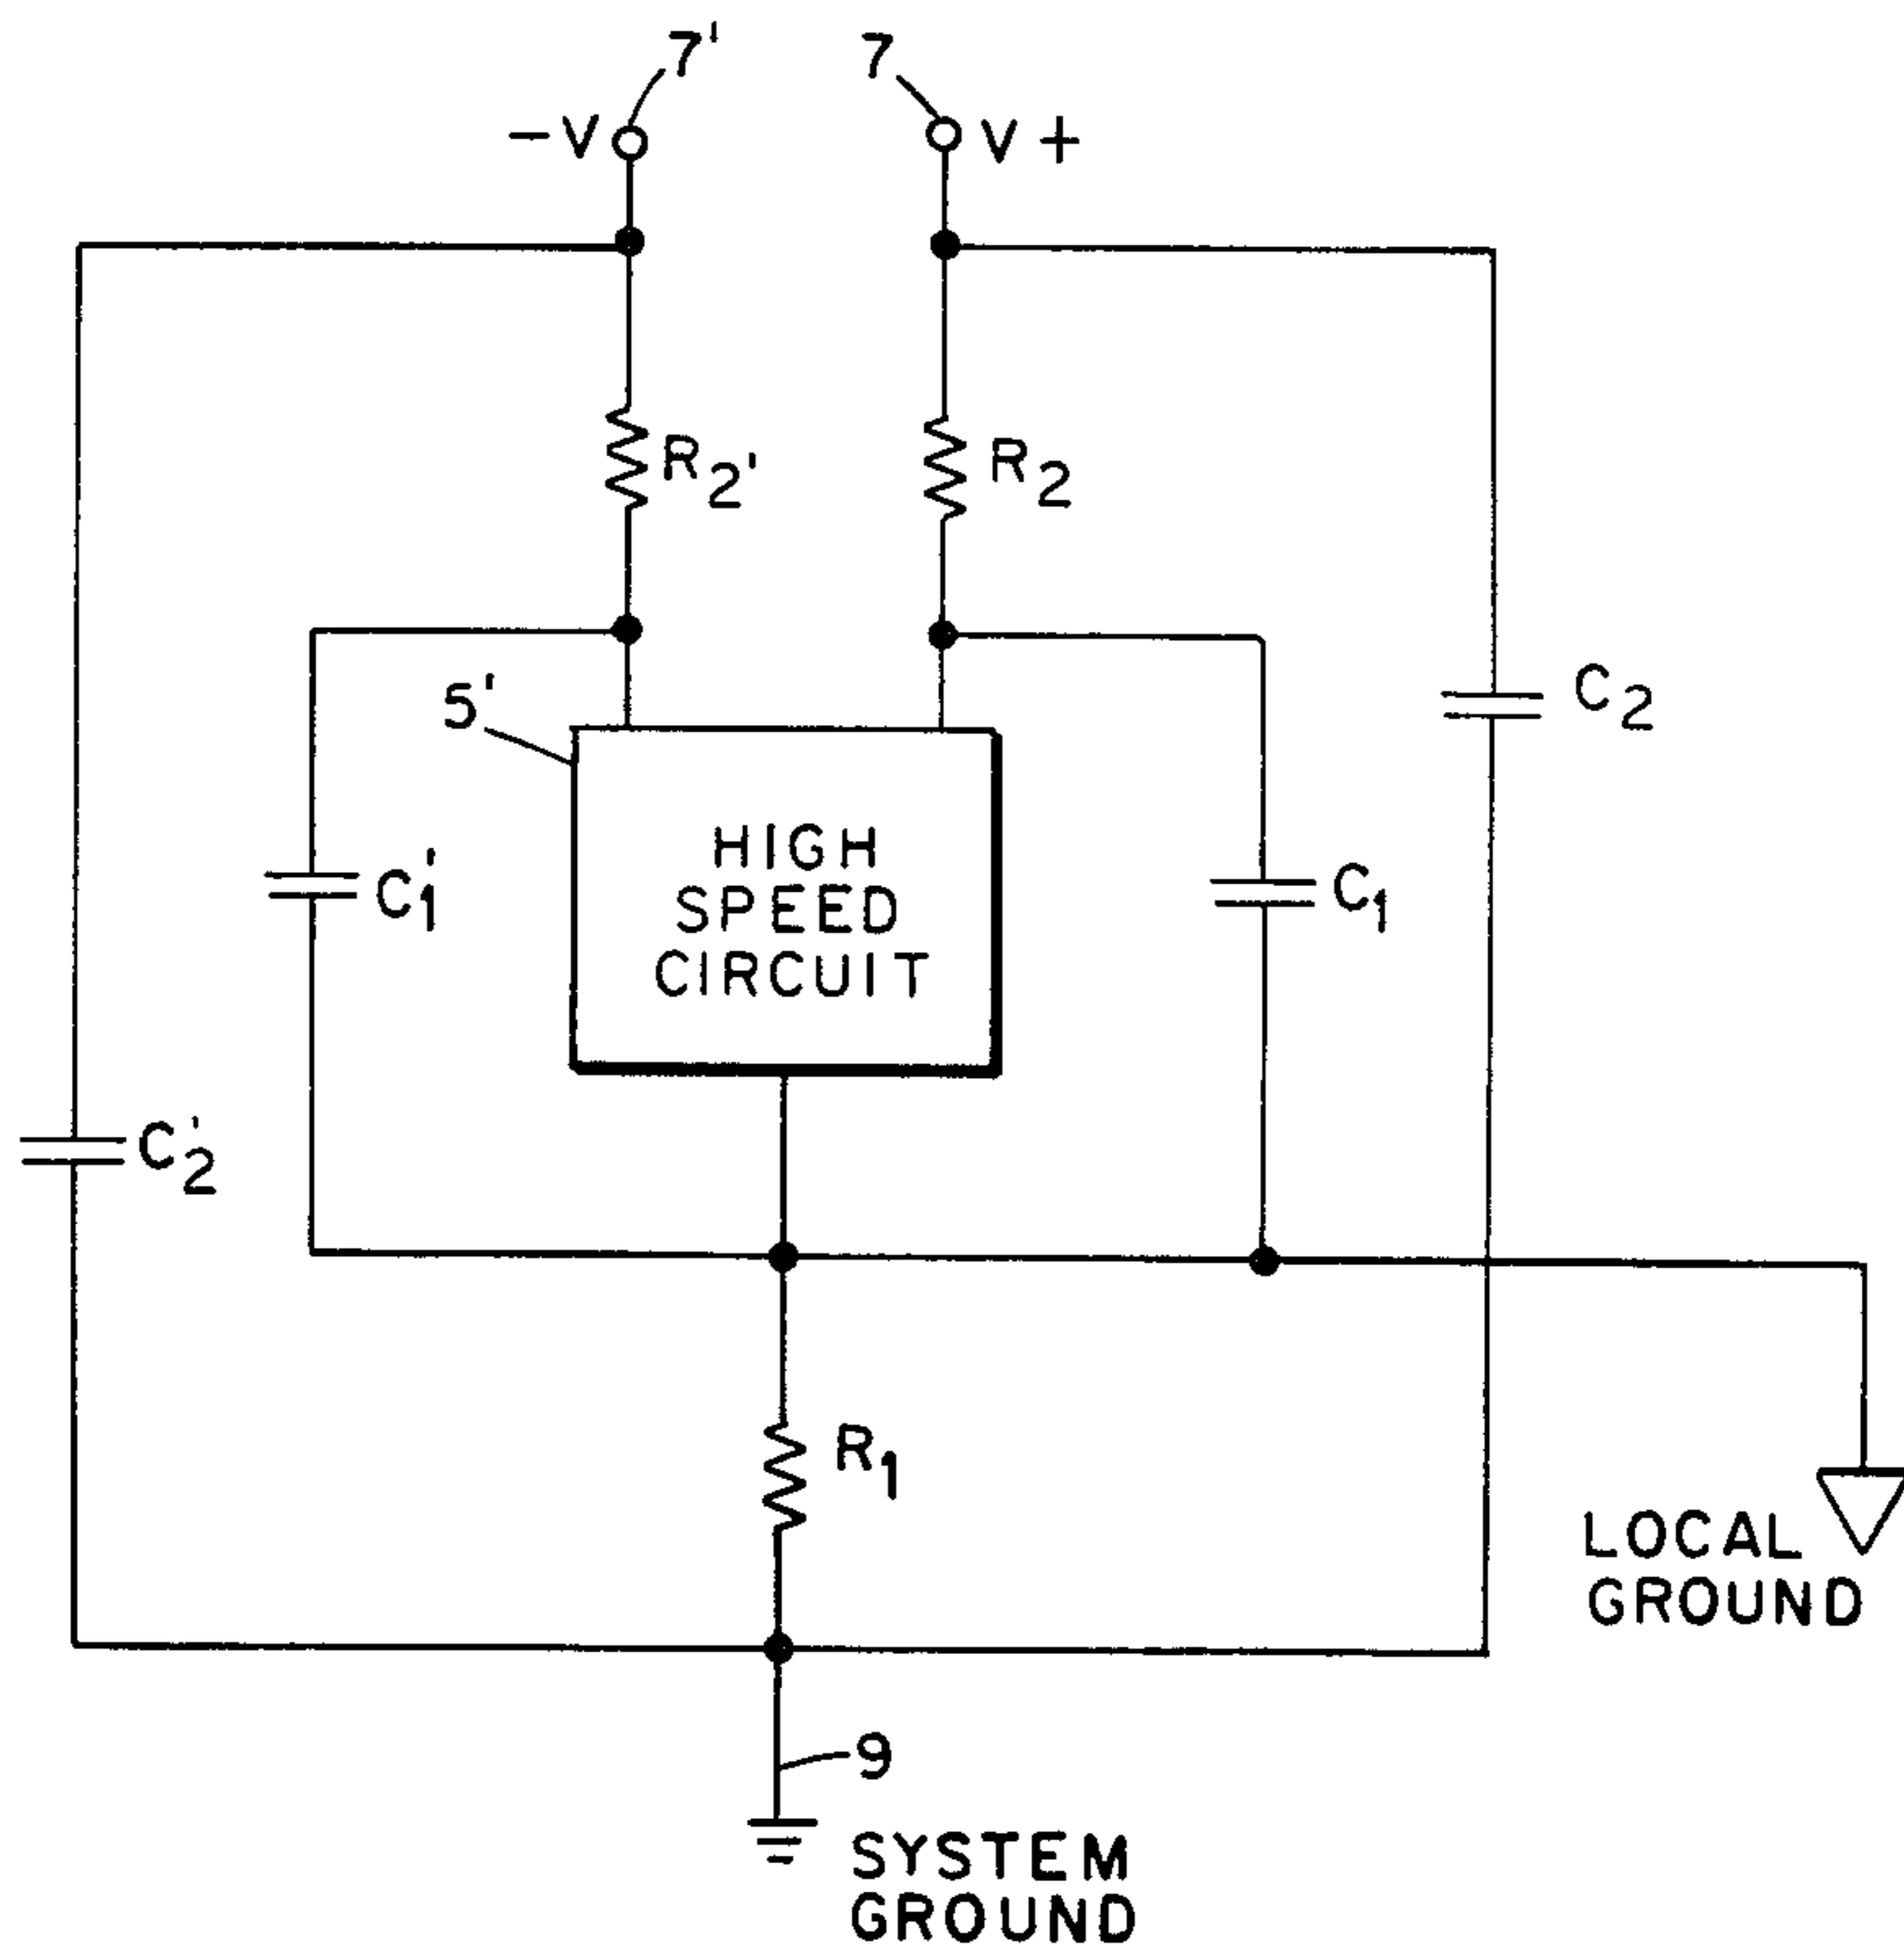 7'
7
-V
V+
R2'
R2
5'
C2
HIGH
SPEED
CIRCUIT
C1'
C1
C2'
R1
LOCAL
GROUND
9
SYSTEM
GROUND